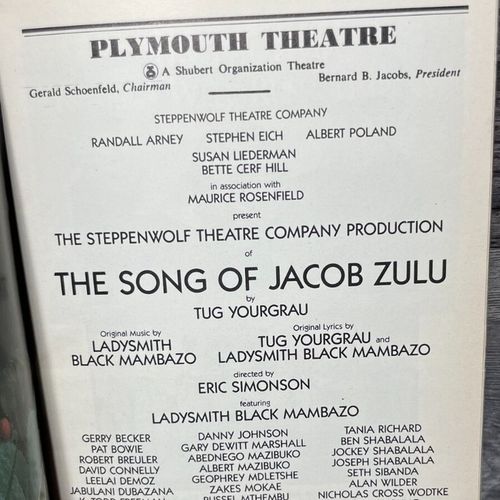 PLYMOUTH THEATRE
A Shubert Organization Theatre
Gerald Schoenfeld, Chairman Bernard B. Jacobs, President
STEPPENWOLF THEATRE COMPANY
RANDALL ARNEY STEPHEN EICH ALBERT POLAND
SUSAN LIEDERMAN
BETTE CERF HILL
in association with
MAURICE ROSENFIELD
present
THE STEPPENWOLF THEATRE COMPANY PRODUCTION
of
THE SONG OF JACOB ZULU
by
TUG YOURGRAU
Original Music by
LADYSMITH
BLACK MAMBAZO
Original Lyrics by
TUG YOURGRAU and
LADYSMITH BLACK MAMBAZO
directed by
ERIC SIMONSON
featuring
LADYSMITH BLACK MAMBAZO
GERRY BECKER
PAT BOWIE
ROBERT BREULER
DAVID CONNELLY
LEELAI DEMOZ
JABULANI DUBAZANA
K. TODD FREEMAN
DANNY JOHNSON
GARY DEWITT MARSHALL
ABEDNEGO MAZIBUKO
ALBERT MAZIBUKO
GEOPHREY MDLETSHE
ZAKES MOKAE
RUSSEL MTHEMBU
TANIA RICHARD
BEN SHABALALA
JOCKEY SHABALALA
JOSEPH SHABALALA
SETH SIBANDA
ALAN WILDER
NICHOLAS CROSS WODTKE